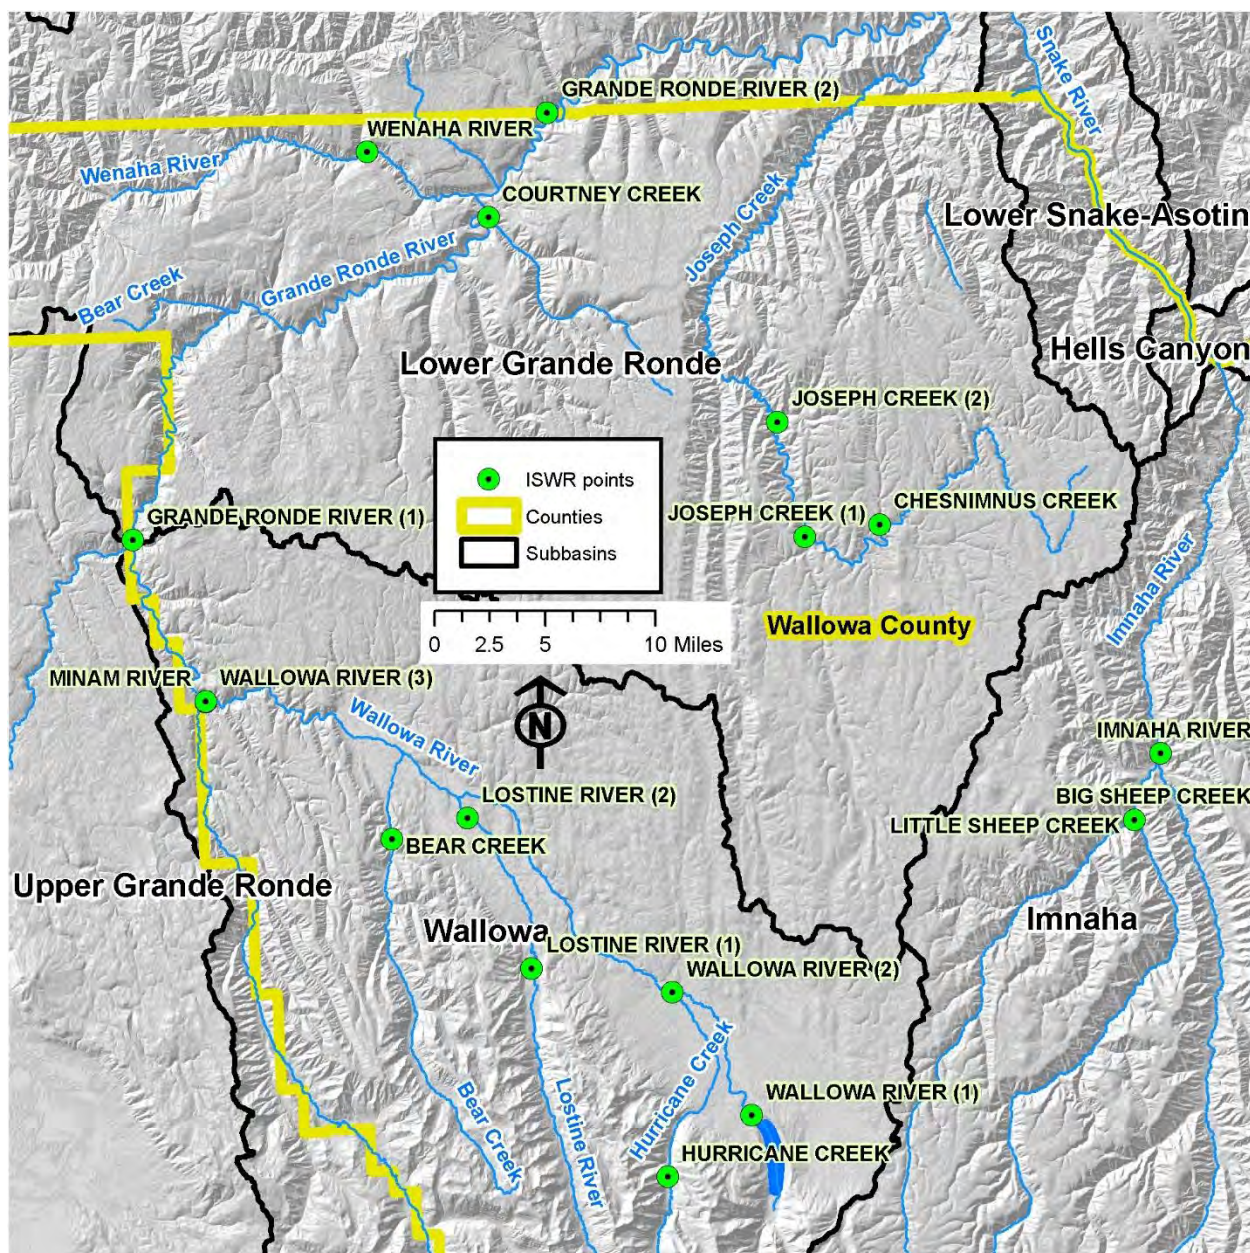 Snake River
GRANDE RONDE RIVER (2)
WENAHA RIVER
Wenaha River
COURTNEY CREEK
Lower Snake-Asotin
Joseph Creek
Grande Ronde River
Bear Creek
Hells Canyon
Lower Grande Ronde
JOSEPH CREEK (2)
ISWR points
Counties
Subbasins
CHESNIMNUS CREEK
JOSEPH CREEK (1)
GRANDE RONDE RIVER (1)
Imnaha River
0 2.5 5 10 Miles
Wallowa County
MINAM RIVER
WALLOWA RIVER (3)
N
Wallowa River
IMNAHA RIVER
LOSTINE RIVER (2)
BIG SHEEP CREEK
LITTLE SHEEP CREEK
BEAR CREEK
Upper Grande Ronde
Imnaha
Wallowa
LOSTINE RIVER (1)
WALLOWA RIVER (2)
Hurricane Creek
WALLOWA RIVER (1)
Bear Creek
Lostine River
HURRICANE CREEK